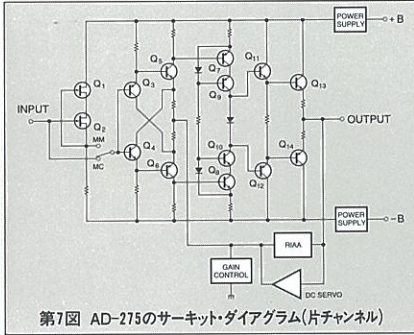 POWER SUPPLY
+B
Q5
Q11
Q7
Q1
Q3
Q9
Q13
INPUT
Q2
OUTPUT
MM
Q4
Q10
Q14
MC
Q6
Q8
Q12
POWER SUPPLY
-B
RIAA
GAIN CONTROL
DC SERVO
第7図 AD-275のサーキット・ダイアグラム(片チャンネル)